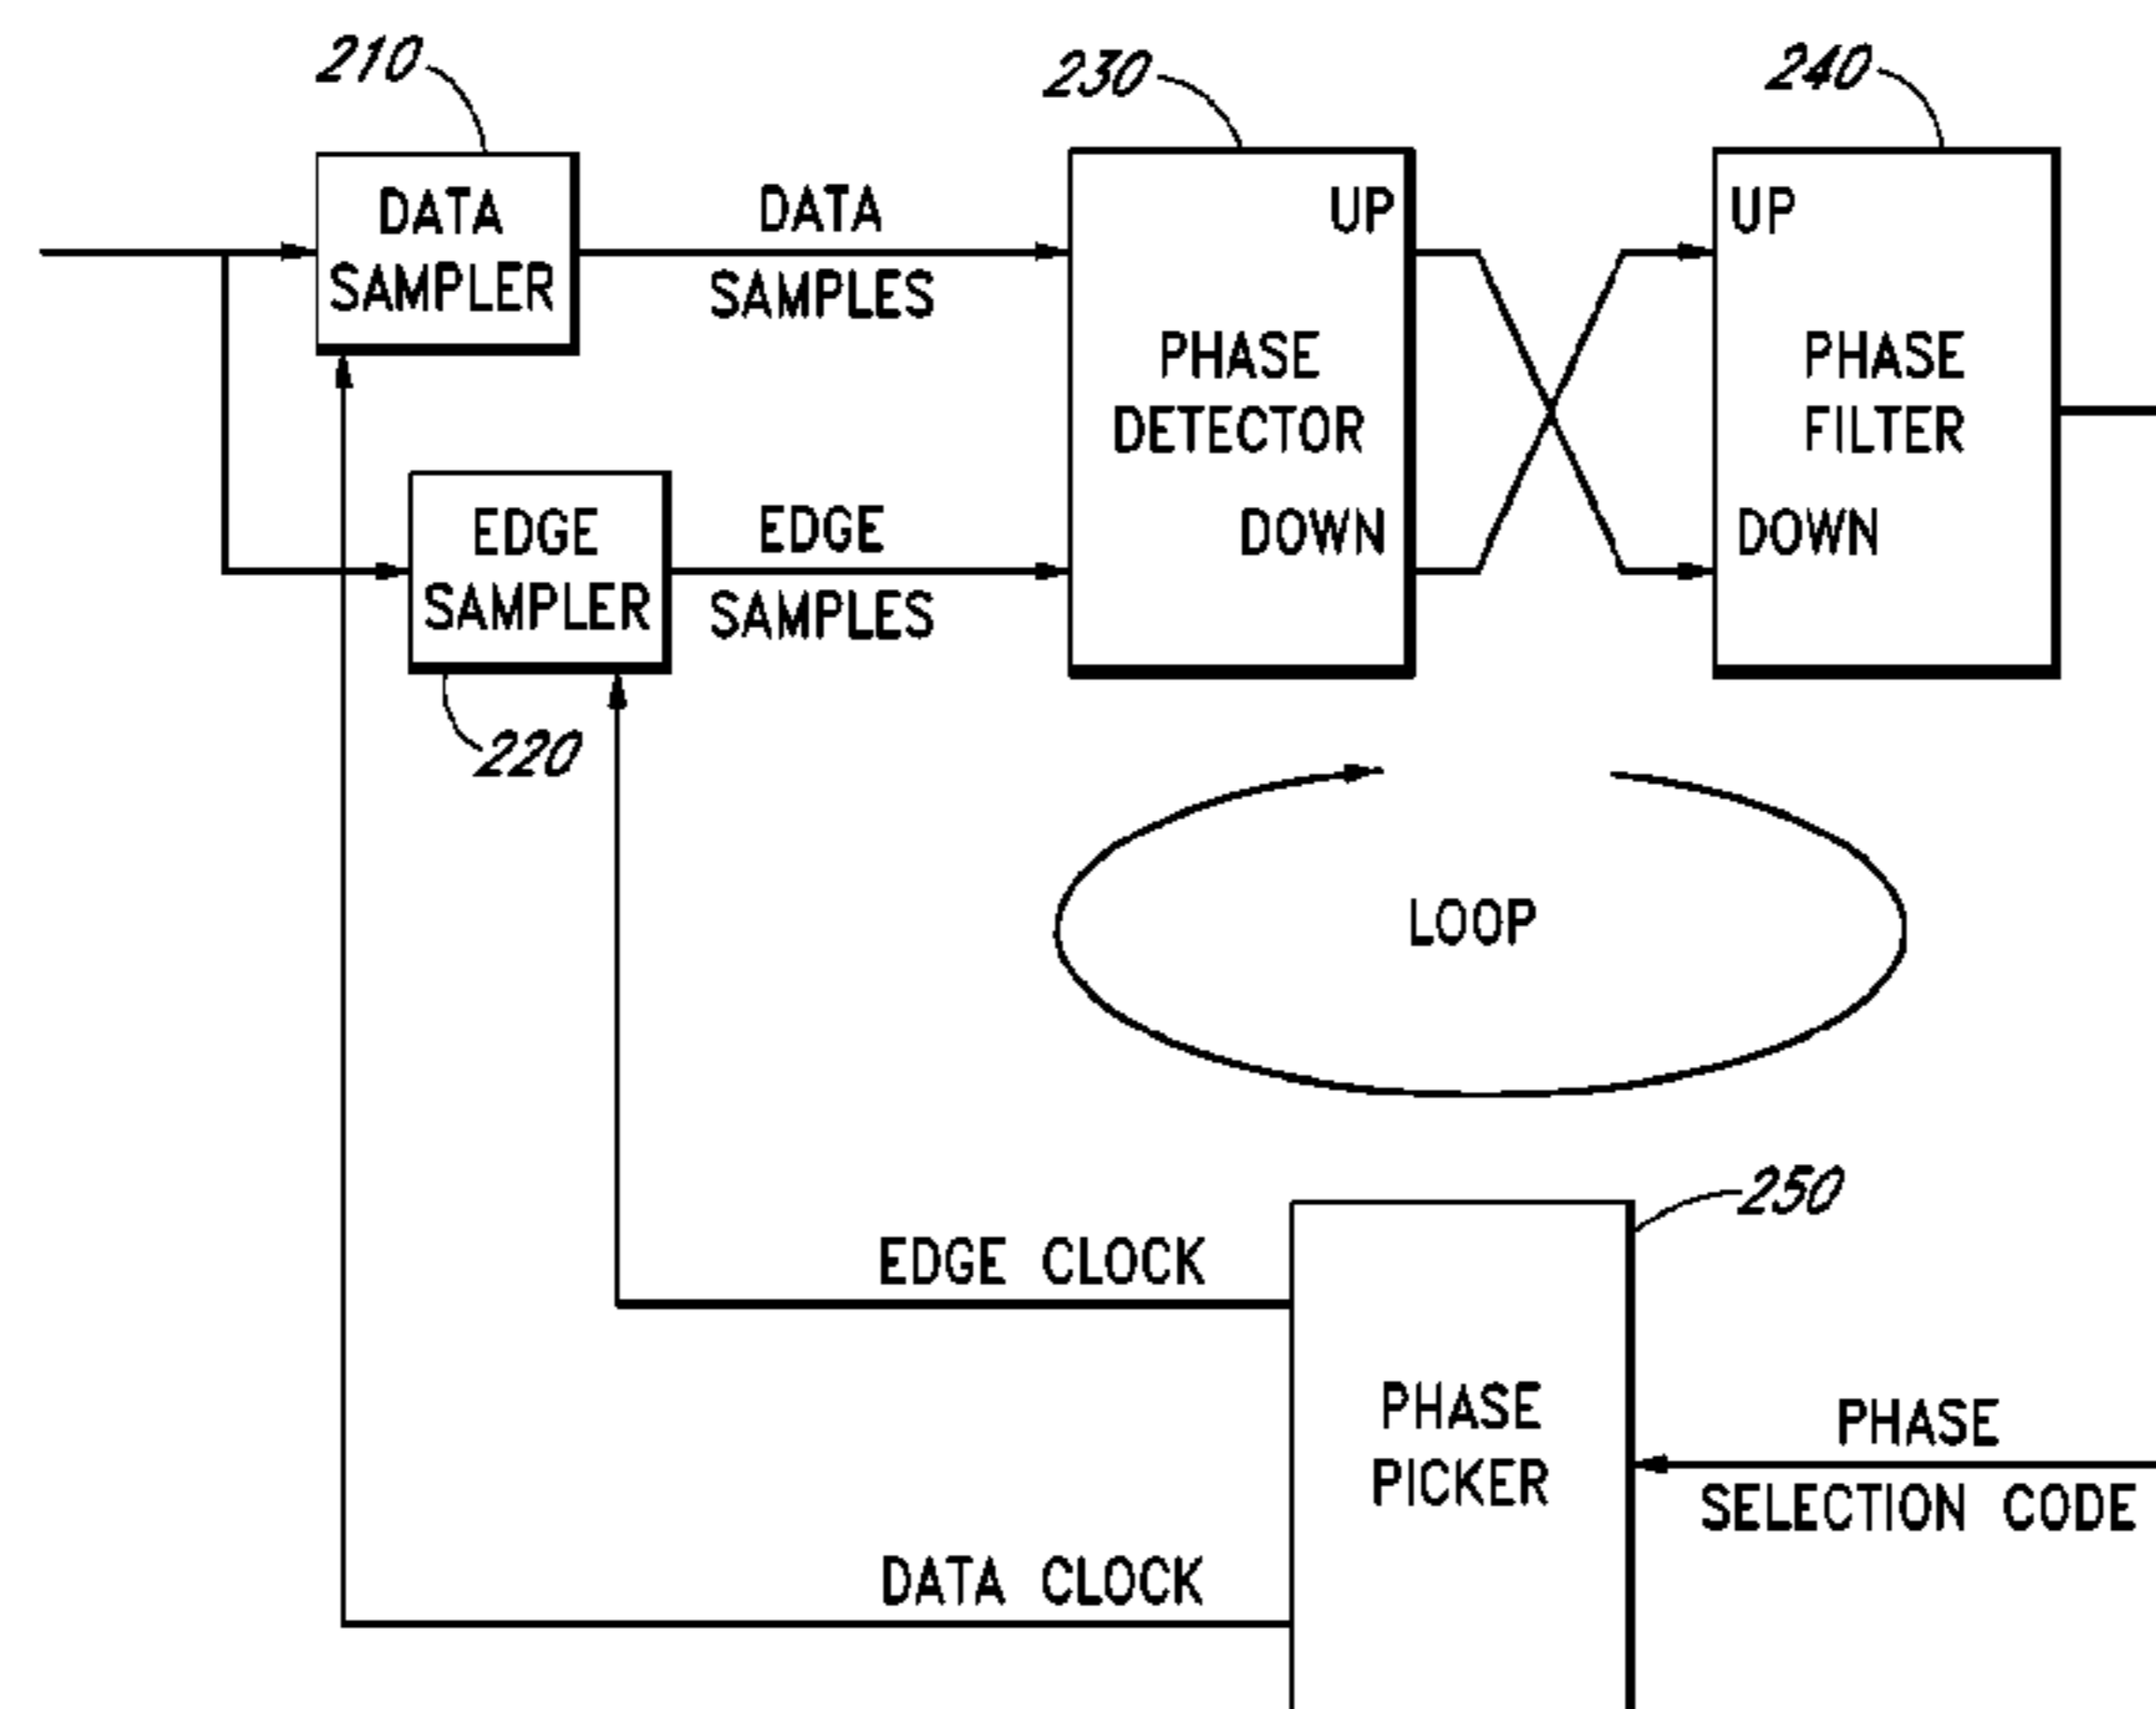 210
230
240
DATA
SAMPLER
DATA
SAMPLES
UP
UP
PHASE
DETECTOR
PHASE
FILTER
DOWN
DOWN
EDGE
SAMPLER
EDGE
SAMPLES
220
LOOP
250
EDGE CLOCK
PHASE
PICKER
PHASE
SELECTION CODE
DATA CLOCK